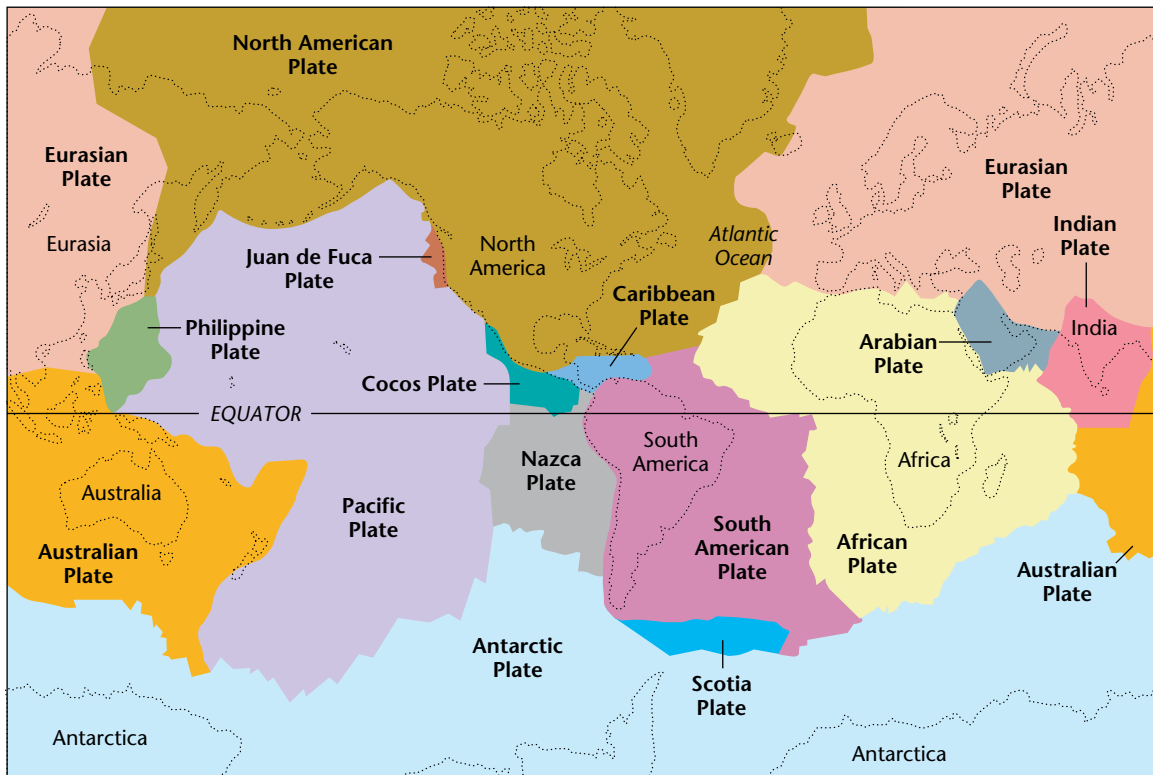 North American
Plate
Eurasian
Plate
Eurasian
Plate
Indian
Plate
Atlantic
Ocean
Eurasia
North
America
Juan de Fuca
Plate
Caribbean
Plate
Philippine
Plate
India
Arabian
Plate
Cocos Plate
EQUATOR
South
America
Africa
Nazca
Plate
Australia
Pacific
Plate
South
American
Plate
African
Plate
Australian
Plate
Australian
Plate
Antarctic
Plate
Scotia
Plate
Antarctica
Antarctica